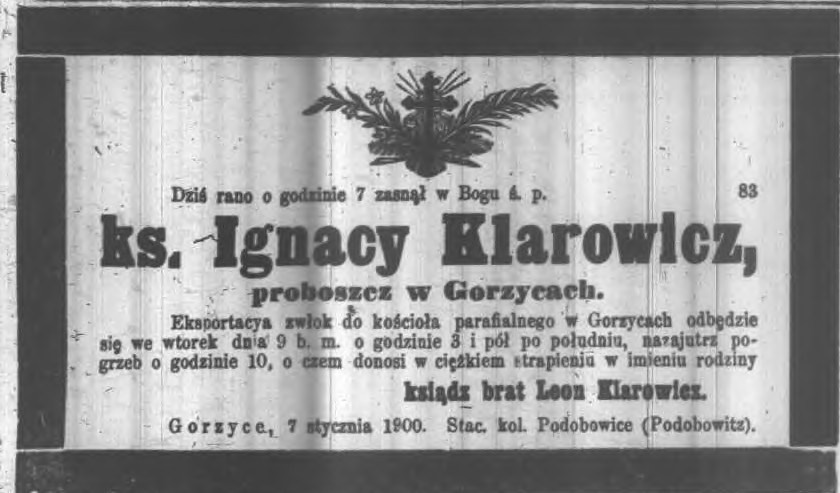 Dziś rano o godzinie 7 zasnął w Bogu ś. p. 83
ks. Ignacy Klarowicz,
proboszcz w Gorzycach.
Eksportacya zwłok do kościoła parafialnego w Gorzycach odbędzie
się we wtorek dnia 9 b. m. o godzinie 3 i pół po południu, nazajutrz po-
grzeb o godzinie 10, o czem donosi w ciężkiem strapieniu w imieniu rodziny
ksiądz brat Leon Klarowicz.
Gorzyce, 7 stycznia 1900. Stac. kol. Podobowice (Podobowitz).